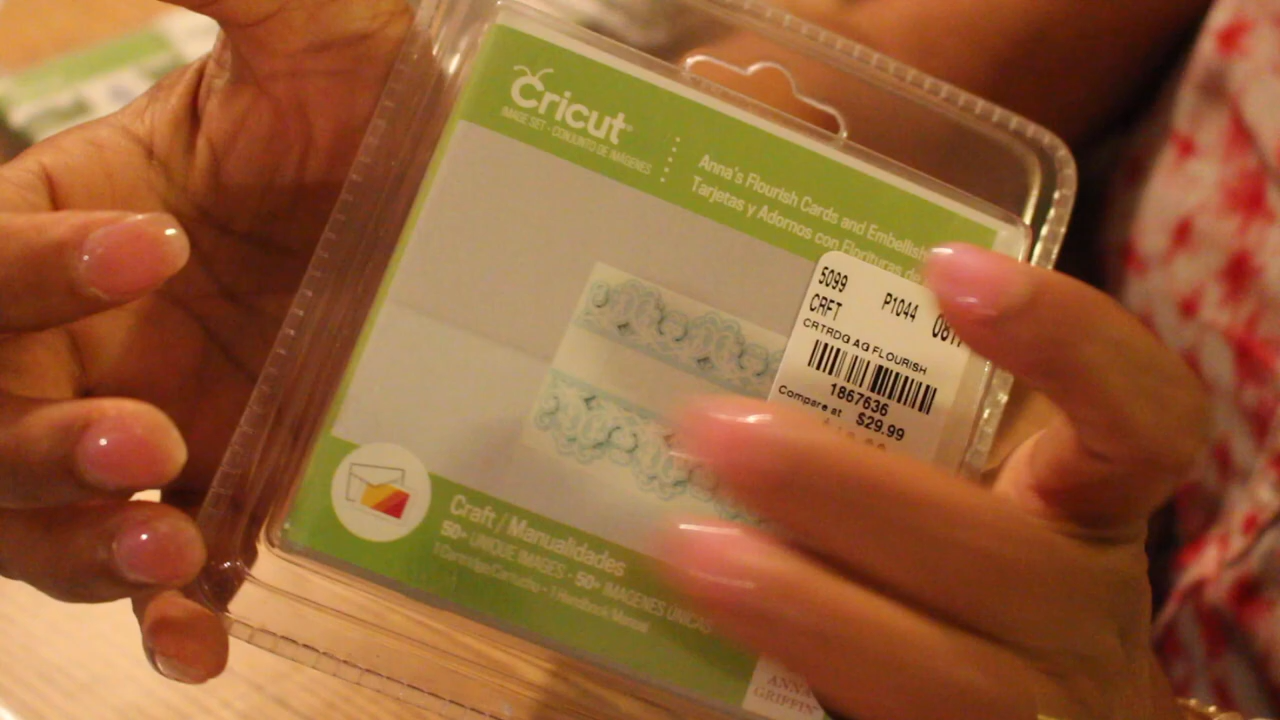 Cricut
IMAGE SET · CONJUNTO DE IMÁGENES
Anna's Flourish Cards and
Tarjetas y Adornos con Florituras de
5099
P1044
CRFT
CRTRDG AG FLOURISH
1867636
Compare at $29.99
Craft / Manualidades
50+ UNIQUE IMAGES · 50+ IMÁGENES ÚNICAS
1 Cartridge/Cartucho · 1 Handbook/Manual
ANNA
GRIFFIN